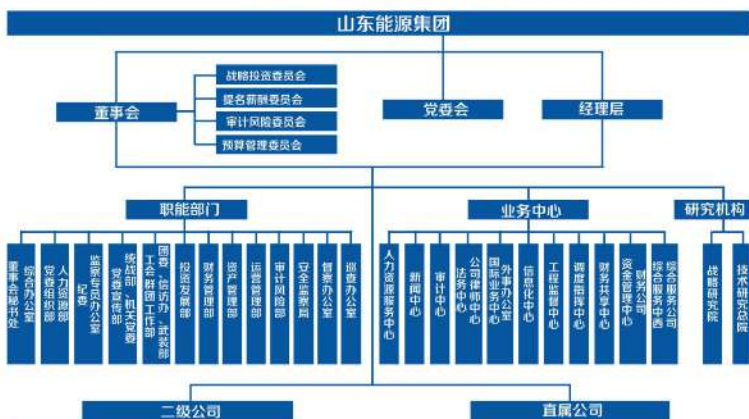 山东能源集团
战略投资委员会
董事会
提名薪酬委员会
党委会
经理层
审计风险委员会
预算管理委员会
职能部门
业务中心
研究机构
董事会秘书处
综合办公室
党委组织部
人力资源部
纪委
监察专员办公室
党委宣传部
统战部、机关党委
工会群团工作部
团委、信访办、武装部
投资发展部
财务管理部
资产管理部
运营管理部
审计风险部
安全监察局
督察办公室
巡查办公室
人力资源服务中心
新闻中心
审计中心
法务中心
公司律师中心
国际业务中心
外事办公室
信息化中心
工程监督中心
调度指挥中心
财务共享中心
资金管理中心
财务公司
综合服务中西
综合服务公司
战略研究院
技术研究总院
二级公司
直属公司